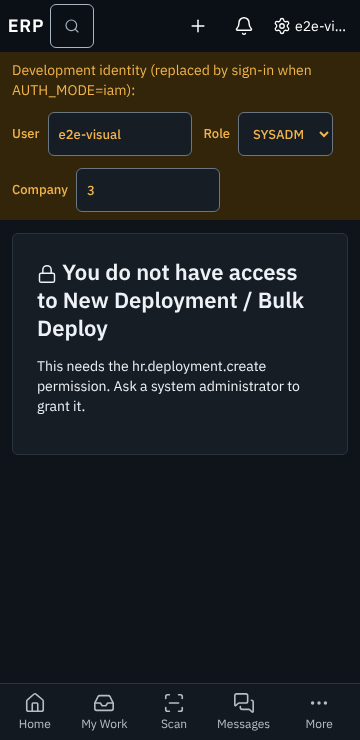 ERP
e2e-vi...
Development identity (replaced by sign-in when
AUTH_MODE=iam):
User e2e-visual Role SYSADM
Company 3
You do not have access
to New Deployment / Bulk
Deploy
This needs the hr.deployment.create
permission. Ask a system administrator to
grant it.
Home My Work Scan Messages More